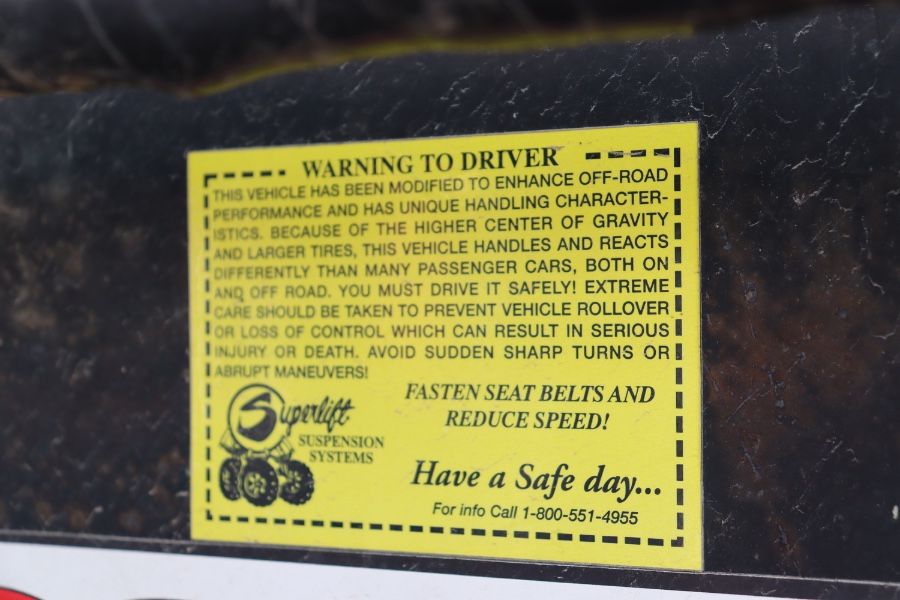 WARNING TO DRIVER
THIS VEHICLE HAS BEEN MODIFIED TO ENHANCE OFF-ROAD
PERFORMANCE AND HAS UNIQUE HANDLING CHARACTER-
ISTICS. BECAUSE OF THE HIGHER CENTER OF GRAVITY
AND LARGER TIRES, THIS VEHICLE HANDLES AND REACTS
DIFFERENTLY THAN MANY PASSENGER CARS, BOTH ON
AND OFF ROAD. YOU MUST DRIVE IT SAFELY! EXTREME
CARE SHOULD BE TAKEN TO PREVENT VEHICLE ROLLOVER
OR LOSS OF CONTROL WHICH CAN RESULT IN SERIOUS
INJURY OR DEATH. AVOID SUDDEN SHARP TURNS OR
ABRUPT MANEUVERS!
Superlift
SUSPENSION
SYSTEMS
FASTEN SEAT BELTS AND
REDUCE SPEED!
Have a Safe day...
For info Call 1-800-551-4955